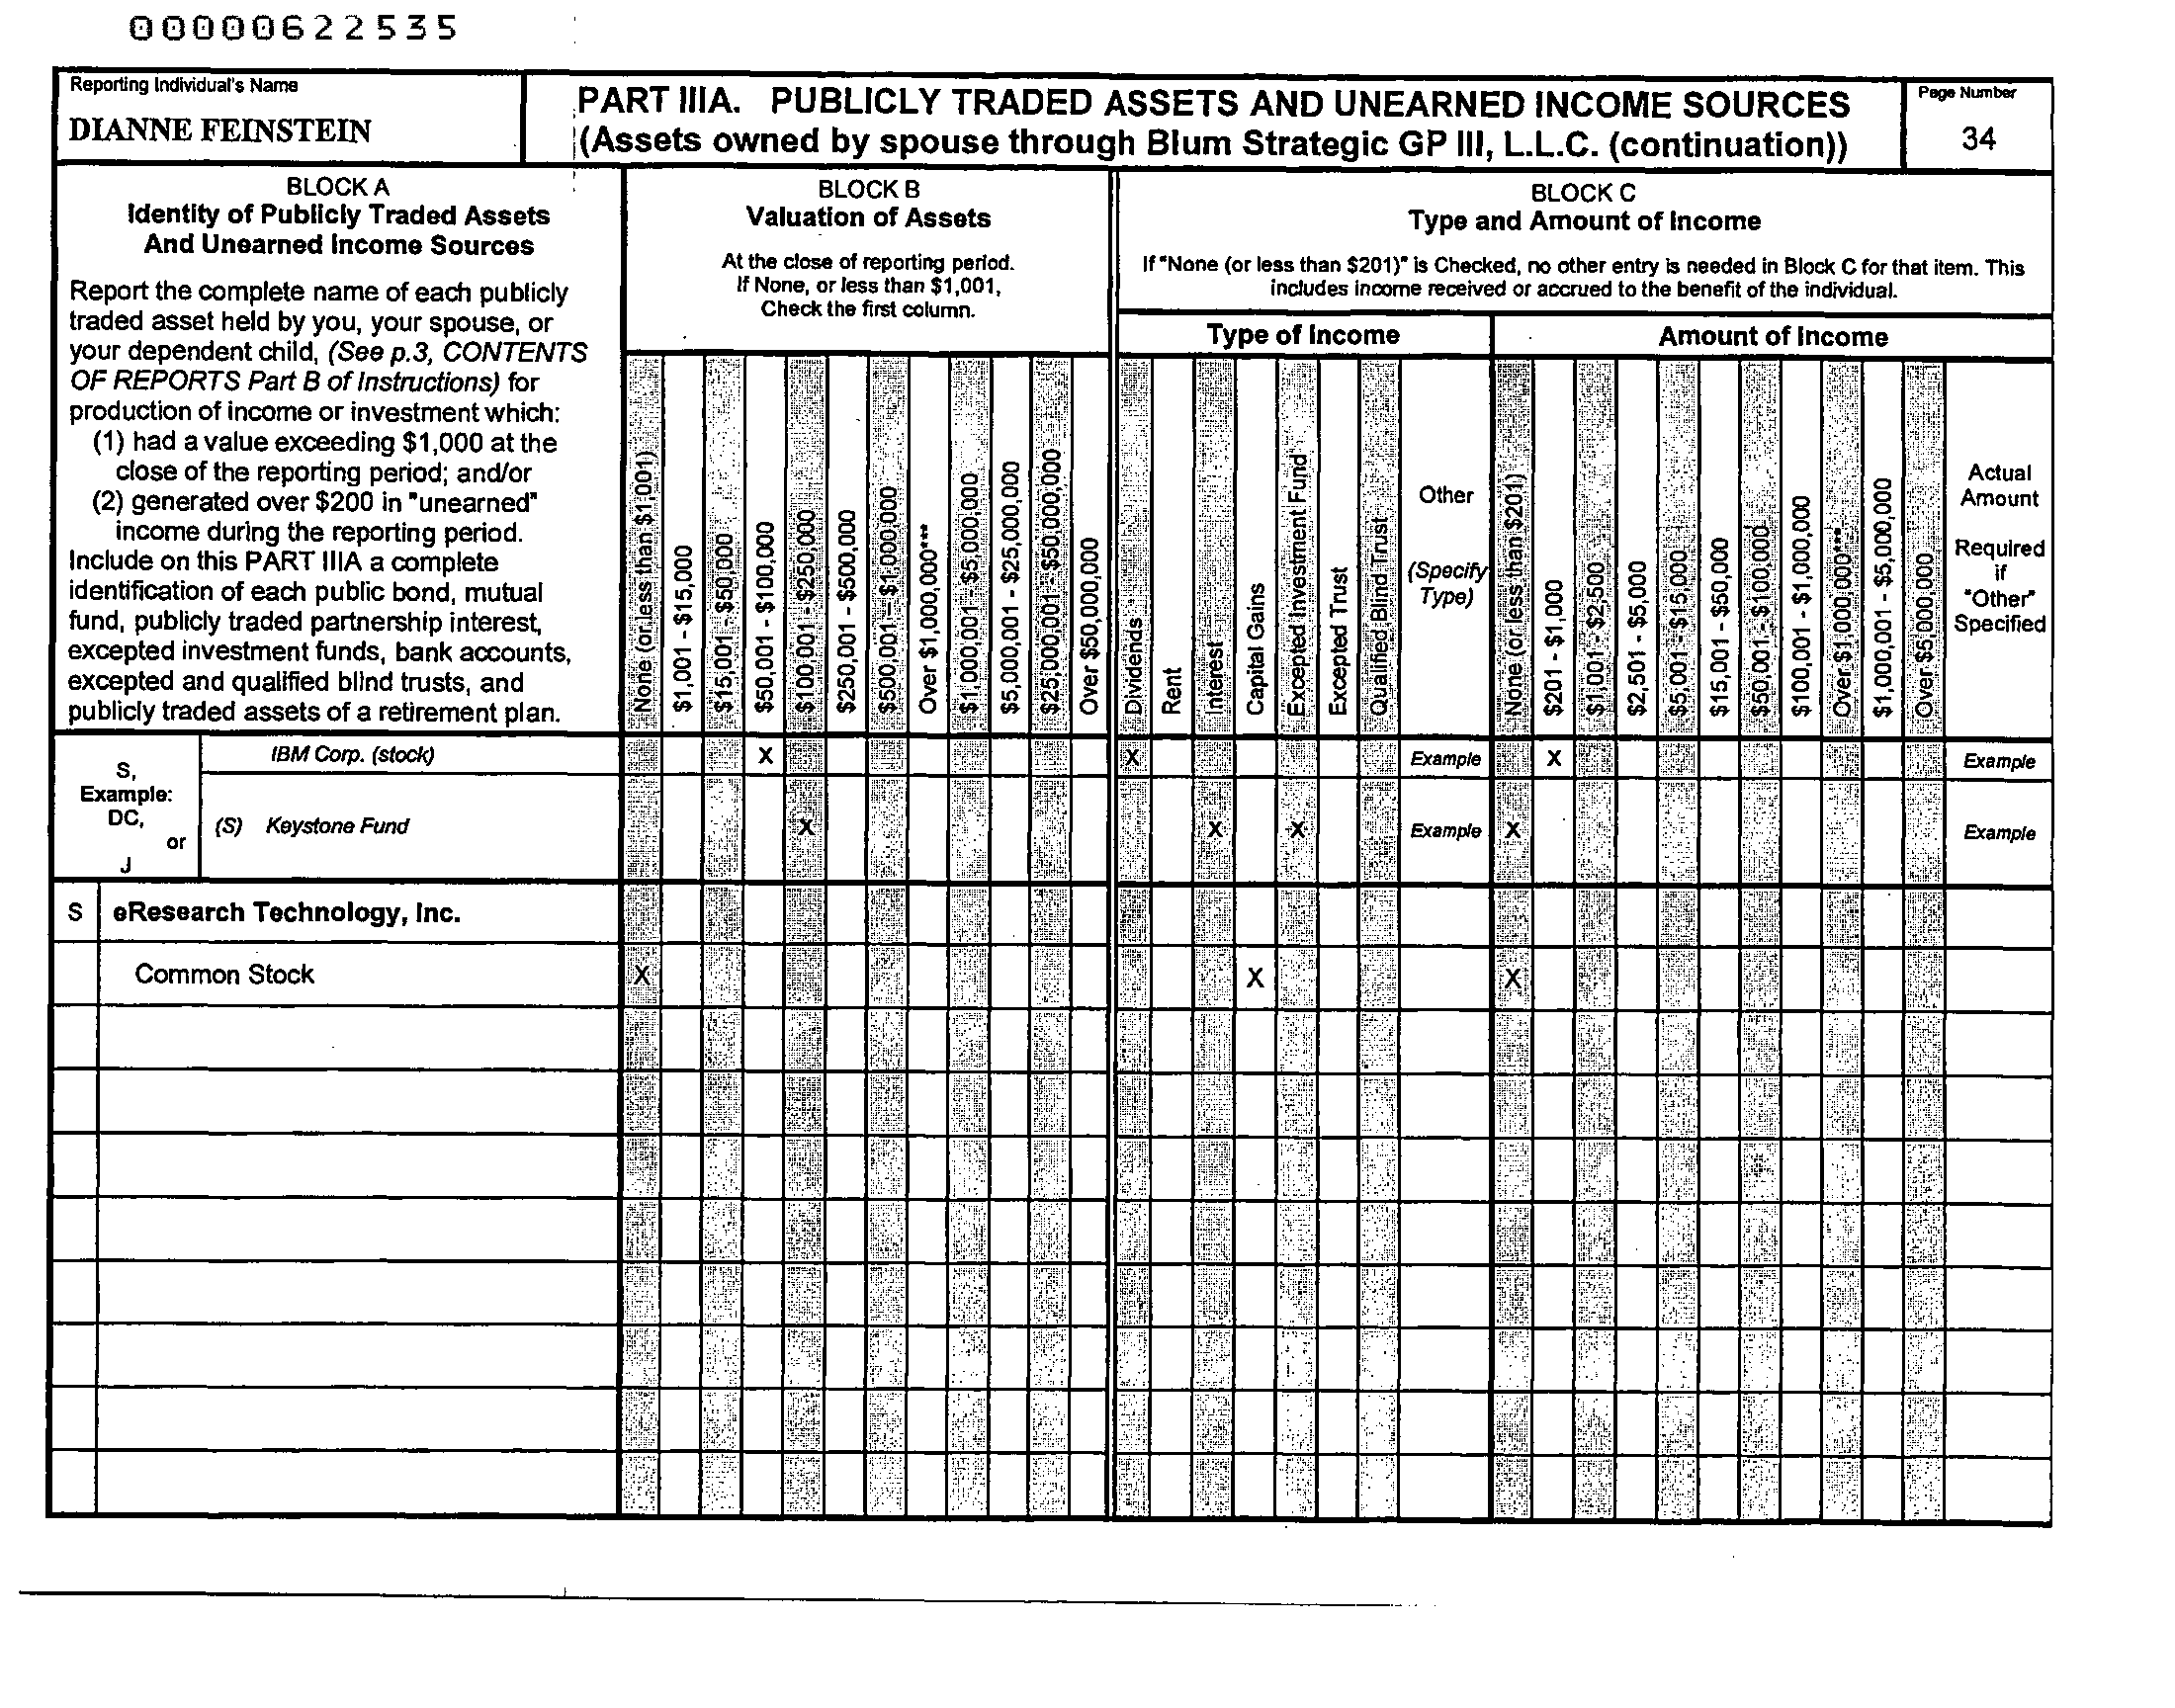 00000622535
Reporting Individual's Name
DIANNE FEINSTEIN
PART IIIA. PUBLICLY TRADED ASSETS AND UNEARNED INCOME SOURCES
(Assets owned by spouse through Blum Strategic GP III, L.L.C. (continuation))
Page Number
34
BLOCK A
Identity of Publicly Traded Assets
And Unearned Income Sources
Report the complete name of each publicly
traded asset held by you, your spouse, or
your dependent child, (See p.3, CONTENTS
OF REPORTS Part B of Instructions) for
production of income or investment which:
(1) had a value exceeding $1,000 at the
close of the reporting period; and/or
(2) generated over $200 in "unearned"
income during the reporting period.
Include on this PART IIIA a complete
identification of each public bond, mutual
fund, publicly traded partnership interest,
excepted investment funds, bank accounts,
excepted and qualified blind trusts, and
publicly traded assets of a retirement plan.
BLOCK B
Valuation of Assets
At the close of reporting period.
If None, or less than $1,001,
Check the first column.
None (or less than $1,001)
$1,001 - $15,000
$15,001 - $50,000
$50,001 - $100,000
$100,001 - $250,000
$250,001 - $500,000
$500,001 - $1,000,000
Over $1,000,000***
$1,000,001 - $5,000,000
$5,000,001 - $25,000,000
$25,000,001 - $50,000,000
Over $50,000,000
BLOCK C
Type and Amount of Income
If "None (or less than $201)" is Checked, no other entry is needed in Block C for that item. This
includes income received or accrued to the benefit of the individual.
Type of Income
Dividends
Rent
Interest
Capital Gains
Excepted Investment Fund
Excepted Trust
Qualified Blind Trust
Other
(Specify
Type)
Amount of Income
None (or less than $201)
$201 - $1,000
$1,001 - $2,500
$2,501 - $5,000
$5,001 - $15,000
$15,001 - $50,000
$50,001 - $100,000
$100,001 - $1,000,000
Over $1,000,000***
$1,000,001 - $5,000,000
Over $5,000,000
Actual
Amount
Required
if
"Other"
Specified
S,
Example:
DC,
or
J
IBM Corp. (stock) X X Example X Example
(S) Keystone Fund X X X Example X Example
S eResearch Technology, Inc.
Common Stock X X X